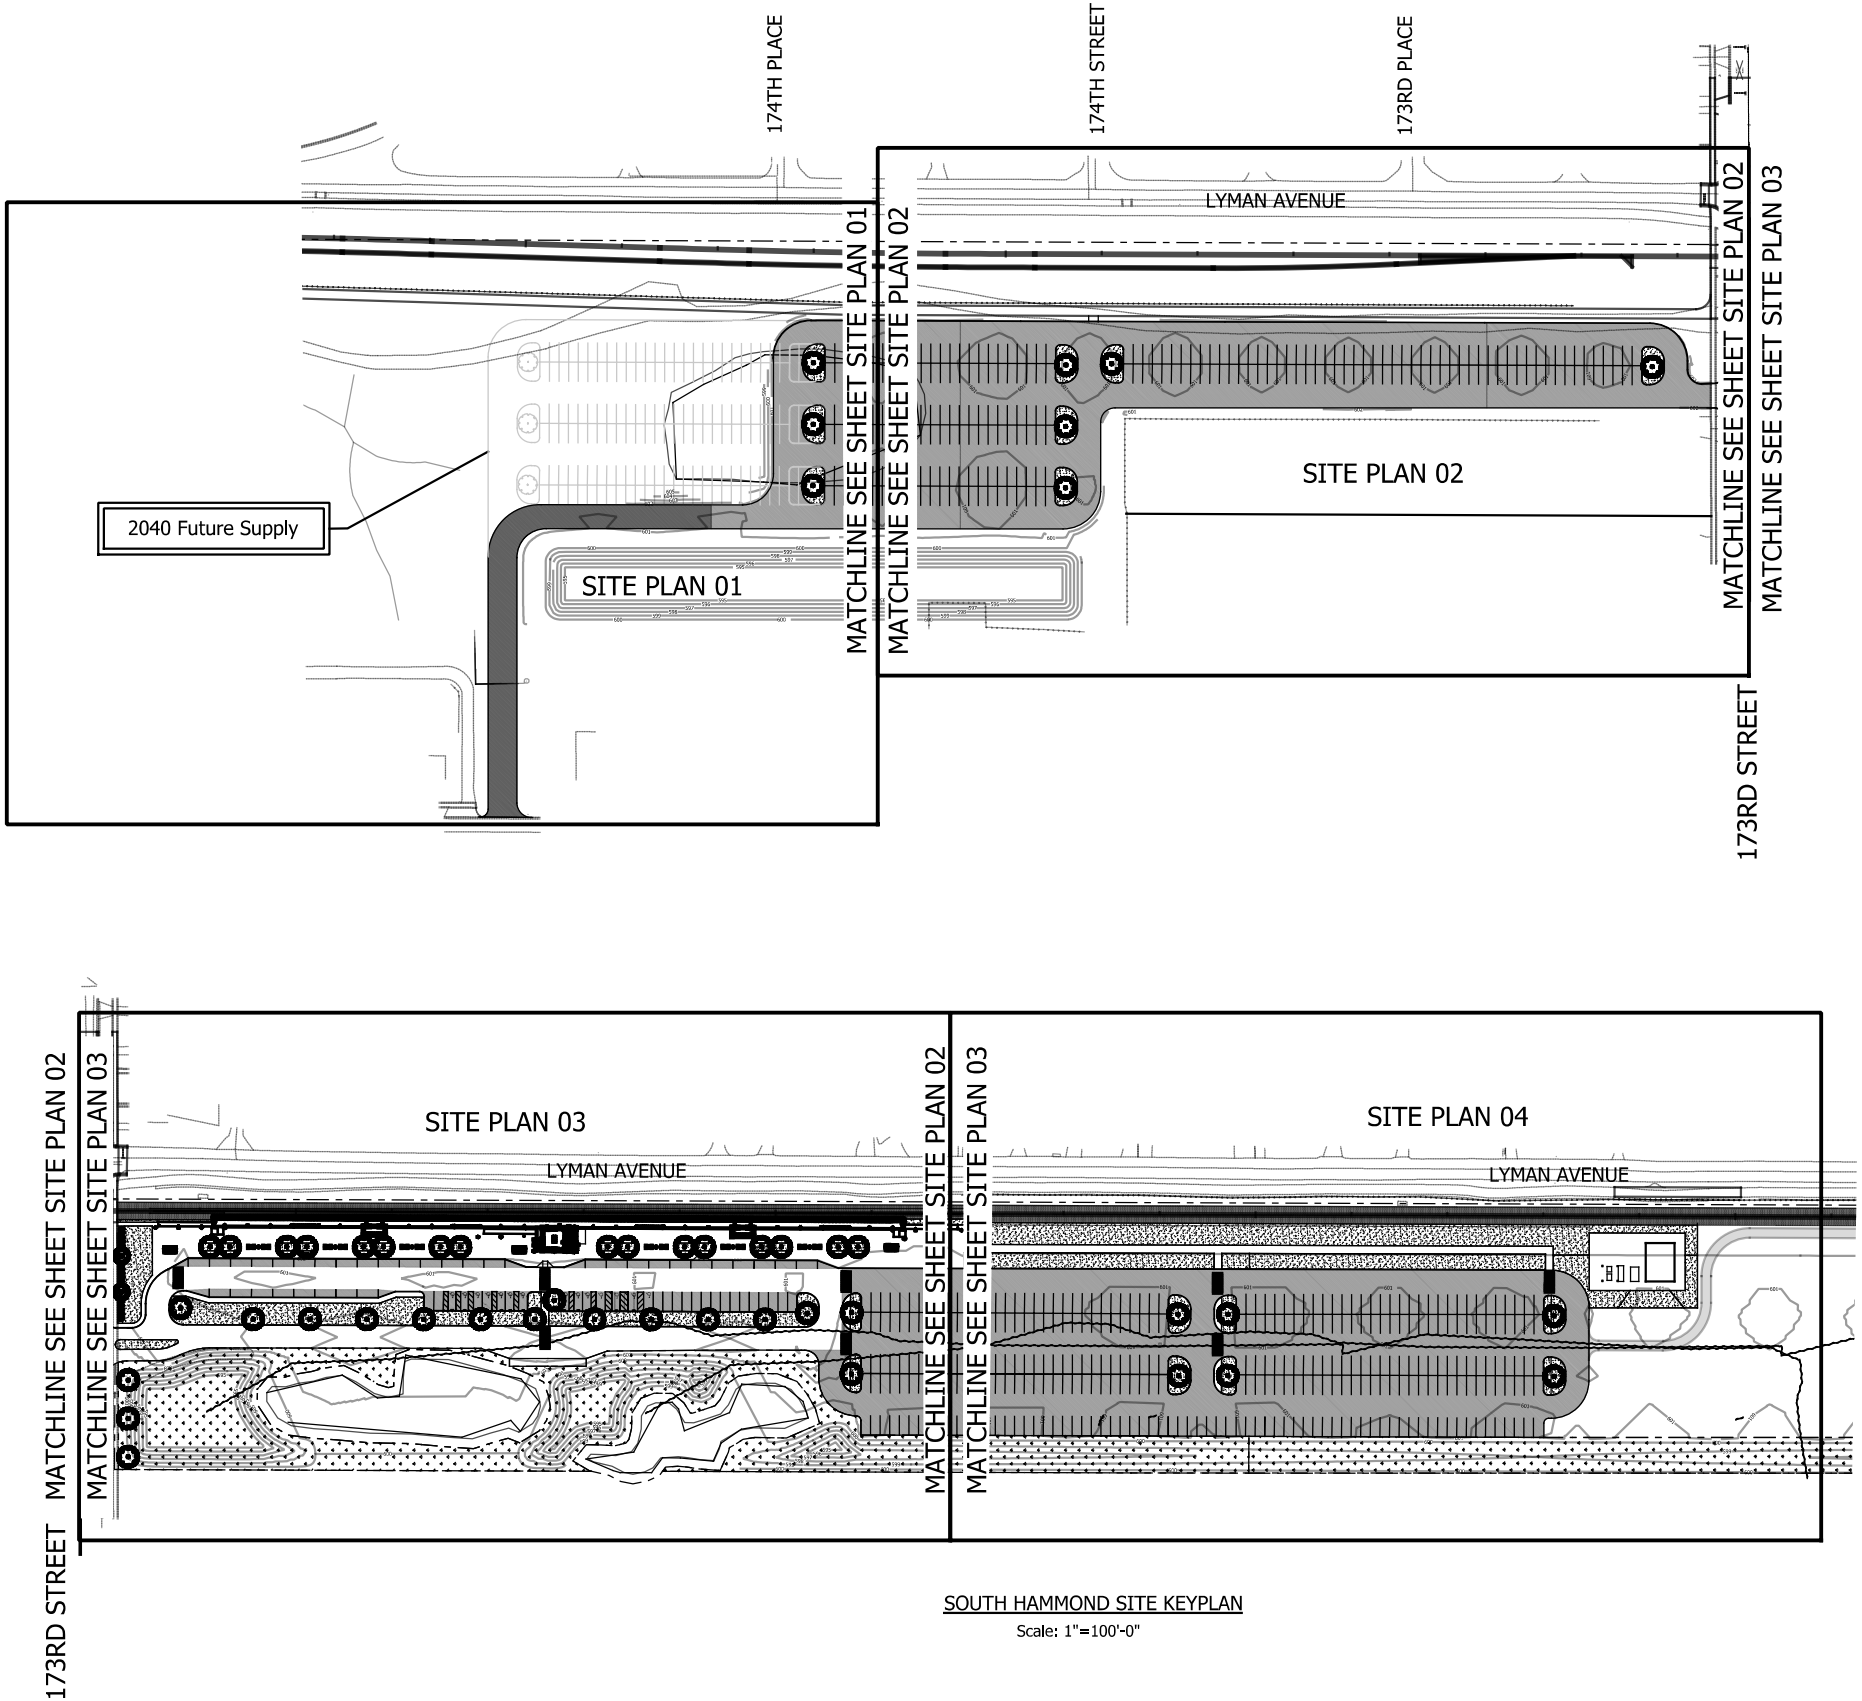 174TH PLACE
174TH STREET
173RD PLACE
LYMAN AVENUE
MATCHLINE SEE SHEET SITE PLAN 01
MATCHLINE SEE SHEET SITE PLAN 02
MATCHLINE SEE SHEET SITE PLAN 02
MATCHLINE SEE SHEET SITE PLAN 03
SITE PLAN 02
2040 Future Supply
SITE PLAN 01
173RD STREET
MATCHLINE SEE SHEET SITE PLAN 02
MATCHLINE SEE SHEET SITE PLAN 03
SITE PLAN 03
LYMAN AVENUE
MATCHLINE SEE SHEET SITE PLAN 02
MATCHLINE SEE SHEET SITE PLAN 03
SITE PLAN 04
LYMAN AVENUE
173RD STREET
SOUTH HAMMOND SITE KEYPLAN
Scale: 1"=100'-0"